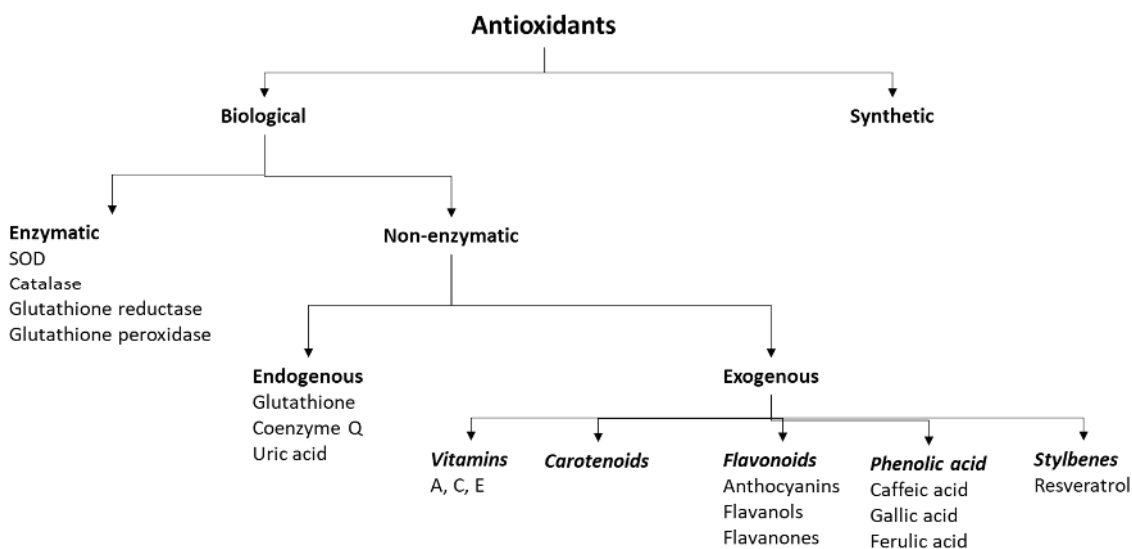 Antioxidants
Biological
Synthetic
Enzymatic
SOD
Catalase
Glutathione reductase
Glutathione peroxidase
Non-enzymatic
Endogenous
Glutathione
Coenzyme Q
Uric acid
Exogenous
Vitamins
A, C, E
Carotenoids
Flavonoids
Anthocyanins
Flavanols
Flavanones
Phenolic acid
Caffeic acid
Gallic acid
Ferulic acid
Stylbenes
Resveratrol